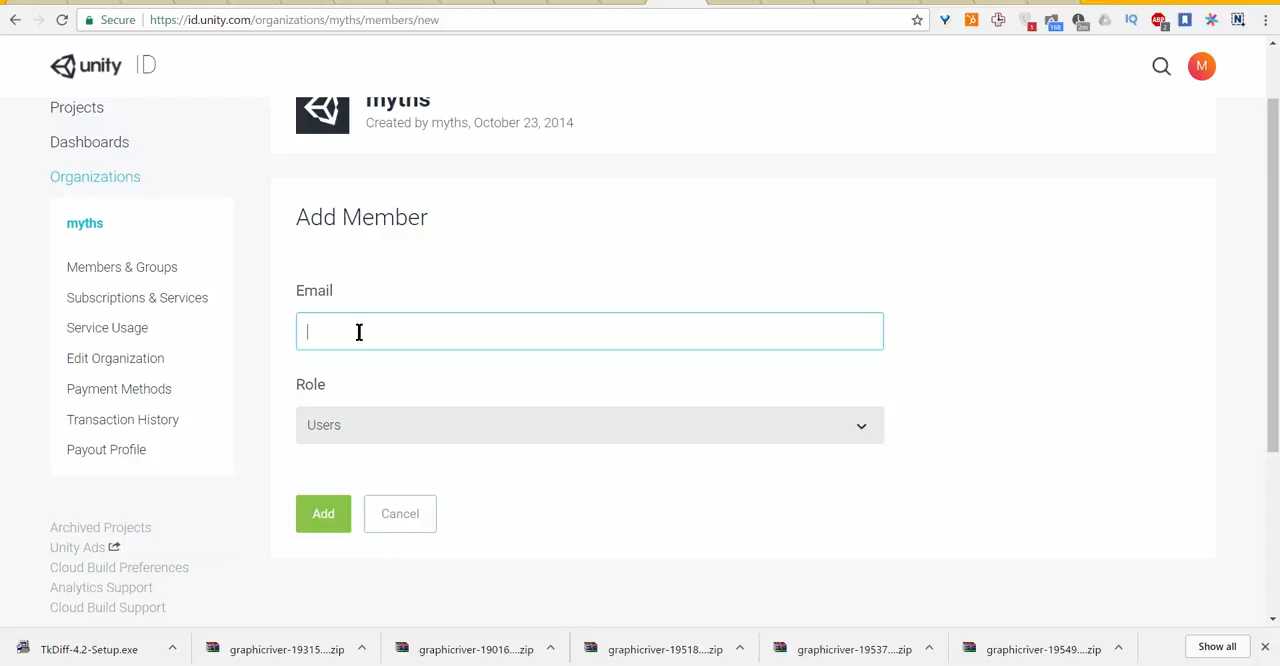 Secure https://id.unity.com/organizations/myths/members/new
unity ID
M
Projects
Dashboards
Organizations
myths
Members & Groups
Subscriptions & Services
Service Usage
Edit Organization
Payment Methods
Transaction History
Payout Profile
Archived Projects
Unity Ads
Cloud Build Preferences
Analytics Support
Cloud Build Support
myths
Created by myths, October 23, 2014
Add Member
Email
Role
Users
Add Cancel
TkDiff-4.2-Setup.exe graphicriver-19315....zip graphicriver-19016....zip graphicriver-19518....zip graphicriver-19537....zip graphicriver-19549....zip Show all